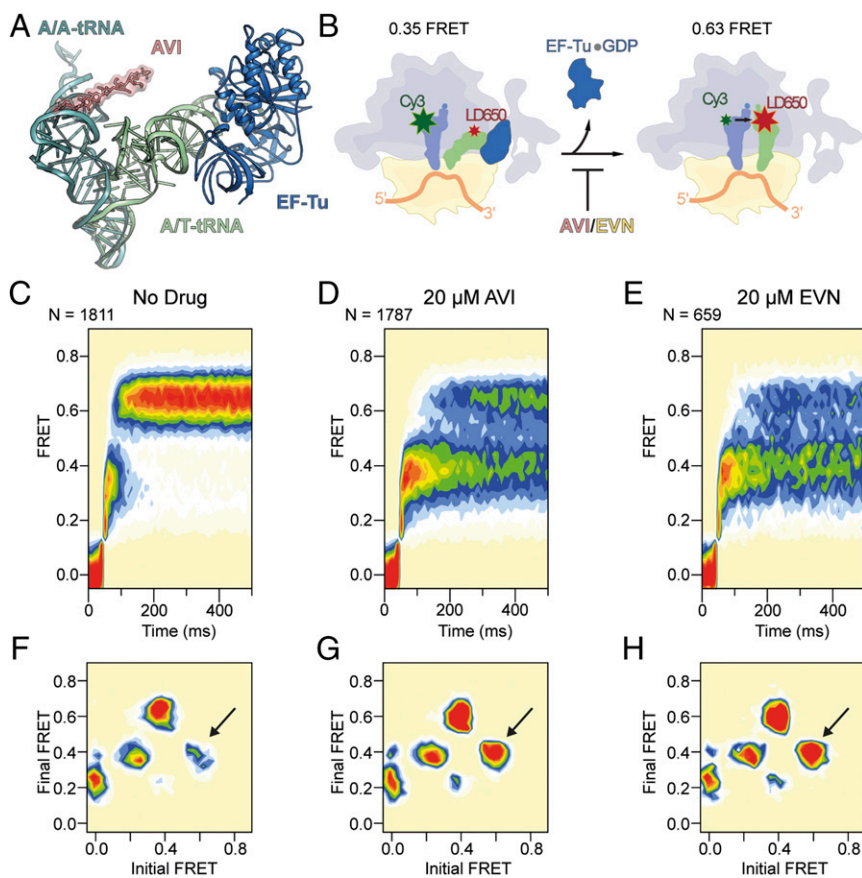 A
A/A-tRNA
AVI
EF-Tu
A/T-tRNA
B
0.35 FRET
EF-Tu●GDP
0.63 FRET
Cy3
LD650
Cy3
LD650
5'
3'
AVI/EVN
5'
3'
C
No Drug
N = 1811
FRET
0.8
0.6
0.4
0.2
0.0
0
200
400
Time (ms)
D
20 μM AVI
N = 1787
FRET
0.8
0.6
0.4
0.2
0.0
0
200
400
Time (ms)
E
20 μM EVN
N = 659
FRET
0.8
0.6
0.4
0.2
0.0
0
200
400
Time (ms)
F
Final FRET
0.8
0.6
0.4
0.2
0.0
0.0
0.4
0.8
Initial FRET
G
Final FRET
0.8
0.6
0.4
0.2
0.0
0.0
0.4
0.8
Initial FRET
H
Final FRET
0.8
0.6
0.4
0.2
0.0
0.0
0.4
0.8
Initial FRET